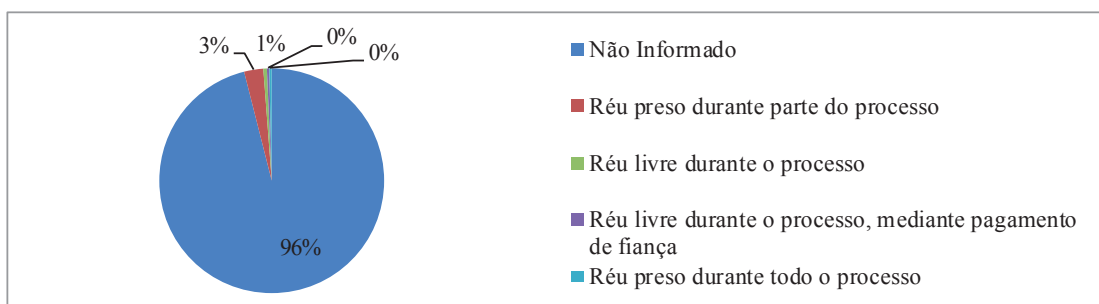 3%
1%
0%
0%
96%
Não Informado
Réu preso durante parte do processo
Réu livre durante o processo
Réu livre durante o processo, mediante pagamento
de fiança
Réu preso durante todo o processo